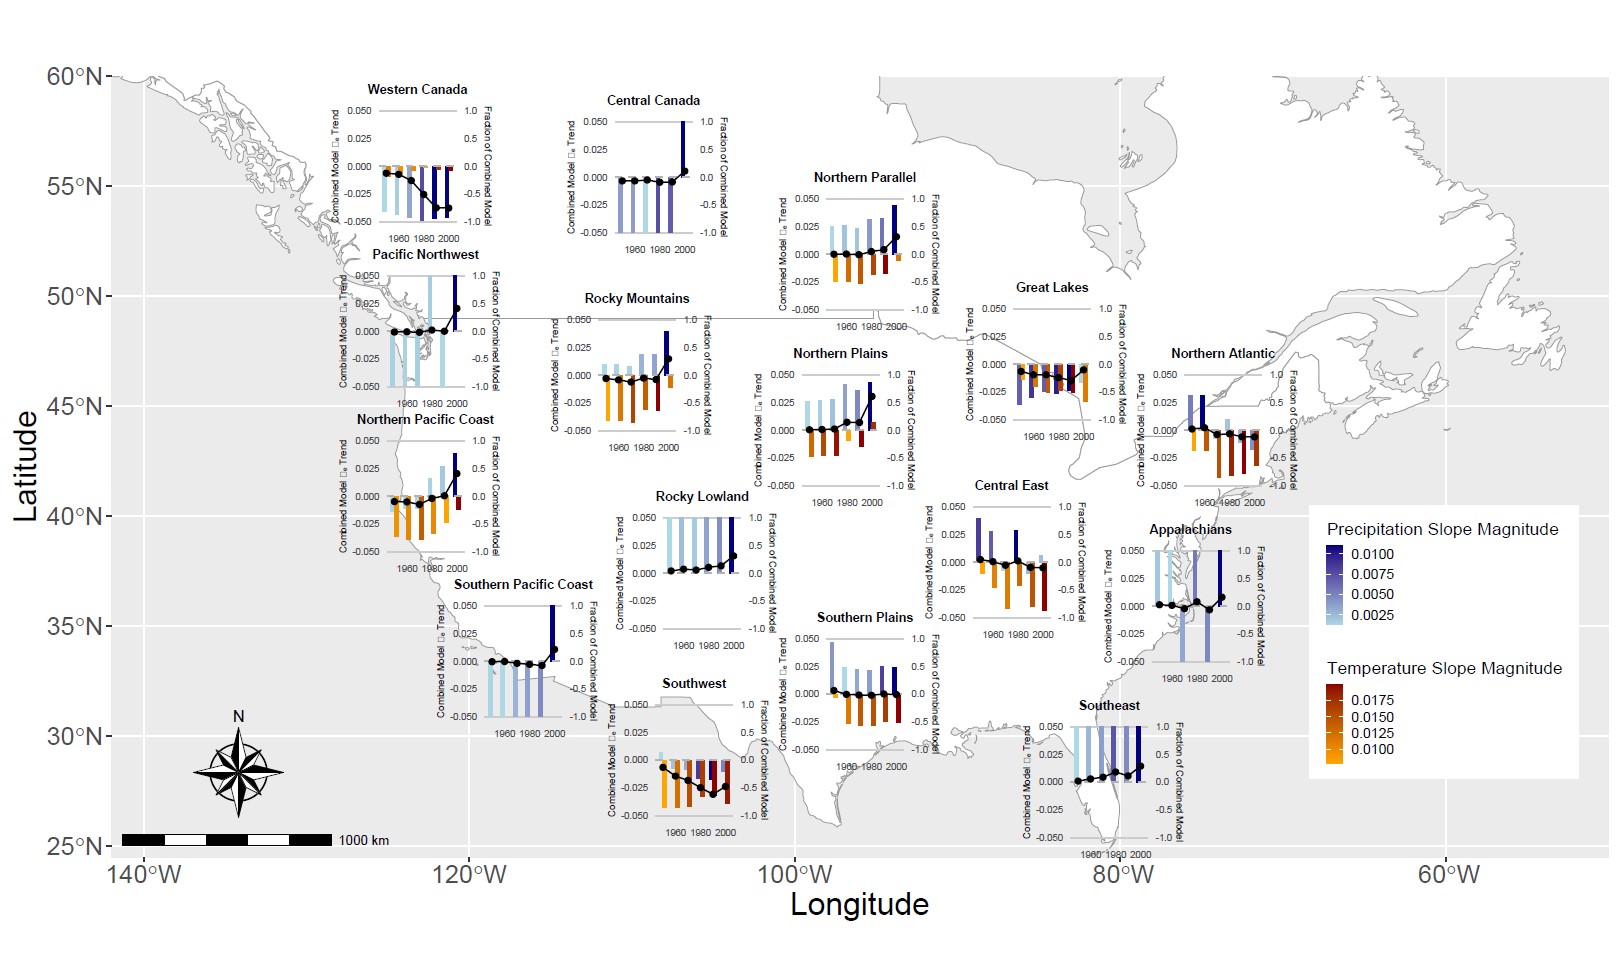 60°N
55°N
50°N
45°N
40°N
35°N
30°N
25°N
Latitude
140°W
120°W
100°W
80°W
60°W
Longitude
N
1000 km
Western Canada
Combined Model □ₑ Trend
0.050
0.000
-0.025
-0.050
1.0
0.5
0.0
-0.5
-1.0
Fraction of Combined Model
1960 1980 2000
Central Canada
Combined Model □ₑ Trend
0.050
0.025
0.000
-0.025
-0.050
1.0
0.5
0.0
-0.5
-1.0
Fraction of Combined Model
1960 1980 2000
Northern Parallel
Combined Model □ₑ Trend
0.050
0.025
0.000
-0.025
-0.050
1.0
0.5
0.0
-0.5
-1.0
Fraction of Combined Model
1960 1980 2000
Pacific Northwest
Combined Model □ₑ Trend
0.050
0.025
0.000
-0.025
-0.050
1.0
0.5
0.0
-0.5
-1.0
Fraction of Combined Model
1960 1980 2000
Rocky Mountains
Combined Model □ₑ Trend
0.050
0.025
0.000
-0.025
-0.050
1.0
0.5
0.0
-0.5
-1.0
Fraction of Combined Model
1960 1980 2000
Great Lakes
Combined Model □ₑ Trend
0.050
0.025
0.000
-0.025
-0.050
1.0
0.5
0.0
-0.5
-1.0
Fraction of Combined Model
1960 1980 2000
Northern Plains
Combined Model □ₑ Trend
0.050
0.025
0.000
-0.025
-0.050
1.0
0.5
0.0
-0.5
-1.0
Fraction of Combined Model
1960 1980 2000
Northern Atlantic
Combined Model □ₑ Trend
0.050
0.025
0.000
-0.025
-0.050
1.0
0.5
0.0
-0.5
-1.0
Fraction of Combined Model
1960 1980 2000
Northern Pacific Coast
Combined Model □ₑ Trend
0.050
0.025
0.000
-0.025
-0.050
1.0
0.5
0.0
-0.5
-1.0
Fraction of Combined Model
1960 1980 2000
Rocky Lowland
Combined Model □ₑ Trend
0.050
0.025
0.000
-0.025
-0.050
1.0
0.5
0.0
-0.5
-1.0
Fraction of Combined Model
1960 1980 2000
Central East
Combined Model □ₑ Trend
0.050
0.025
0.000
-0.025
-0.050
1.0
0.5
0.0
-0.5
-1.0
Fraction of Combined Model
1960 1980 2000
Appalachians
Combined Model □ₑ Trend
0.050
0.025
0.000
-0.025
-0.050
1.0
0.5
0.0
-0.5
-1.0
Fraction of Combined Model
1960 1980 2000
Southern Pacific Coast
Combined Model □ₑ Trend
0.050
0.025
0.000
-0.025
-0.050
1.0
0.5
0.0
-0.5
-1.0
Fraction of Combined Model
1960 1980 2000
Southern Plains
Combined Model □ₑ Trend
0.050
0.025
0.000
-0.025
-0.050
1.0
0.5
0.0
-0.5
-1.0
Fraction of Combined Model
1960 1980 2000
Southwest
Combined Model □ₑ Trend
0.050
0.025
0.000
-0.025
-0.050
1.0
0.5
0.0
-0.5
-1.0
Fraction of Combined Model
1960 1980 2000
Southeast
Combined Model □ₑ Trend
0.050
0.025
0.000
-0.025
-0.050
1.0
0.5
0.0
-0.5
-1.0
Fraction of Combined Model
1960 1980 2000
Precipitation Slope Magnitude
0.0100
0.0075
0.0050
0.0025
Temperature Slope Magnitude
0.0175
0.0150
0.0125
0.0100